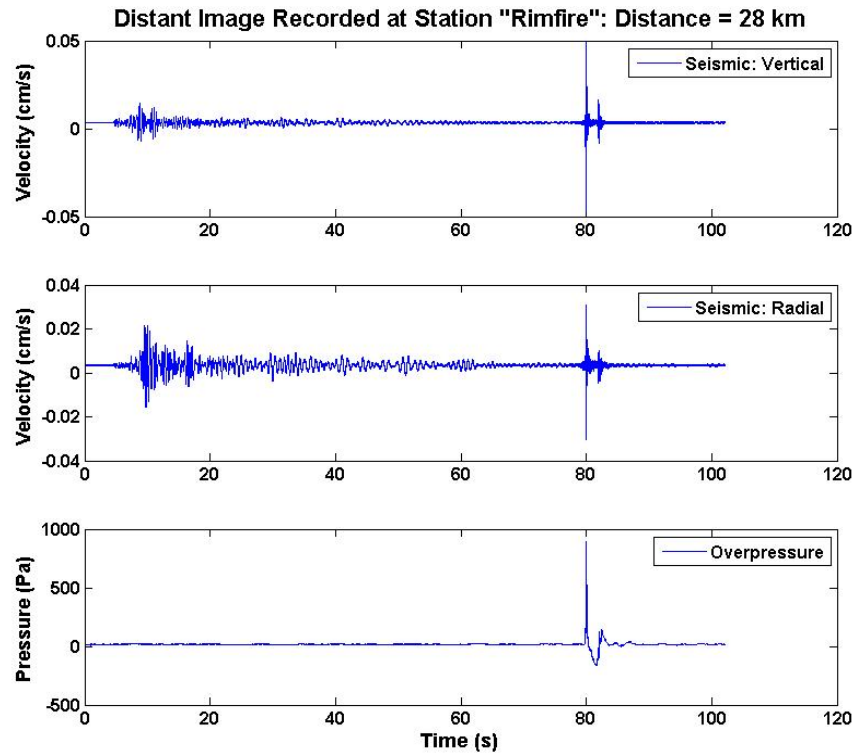 Distant Image Recorded at Station "Rimfire": Distance = 28 km
Velocity (cm/s)
0.05
0
-0.05
Seismic: Vertical
0 20 40 60 80 100 120
Velocity (cm/s)
0.04
0.02
0
-0.02
-0.04
Seismic: Radial
0 20 40 60 80 100 120
Pressure (Pa)
1000
500
0
-500
Overpressure
0 20 40 60 80 100 120
Time (s)